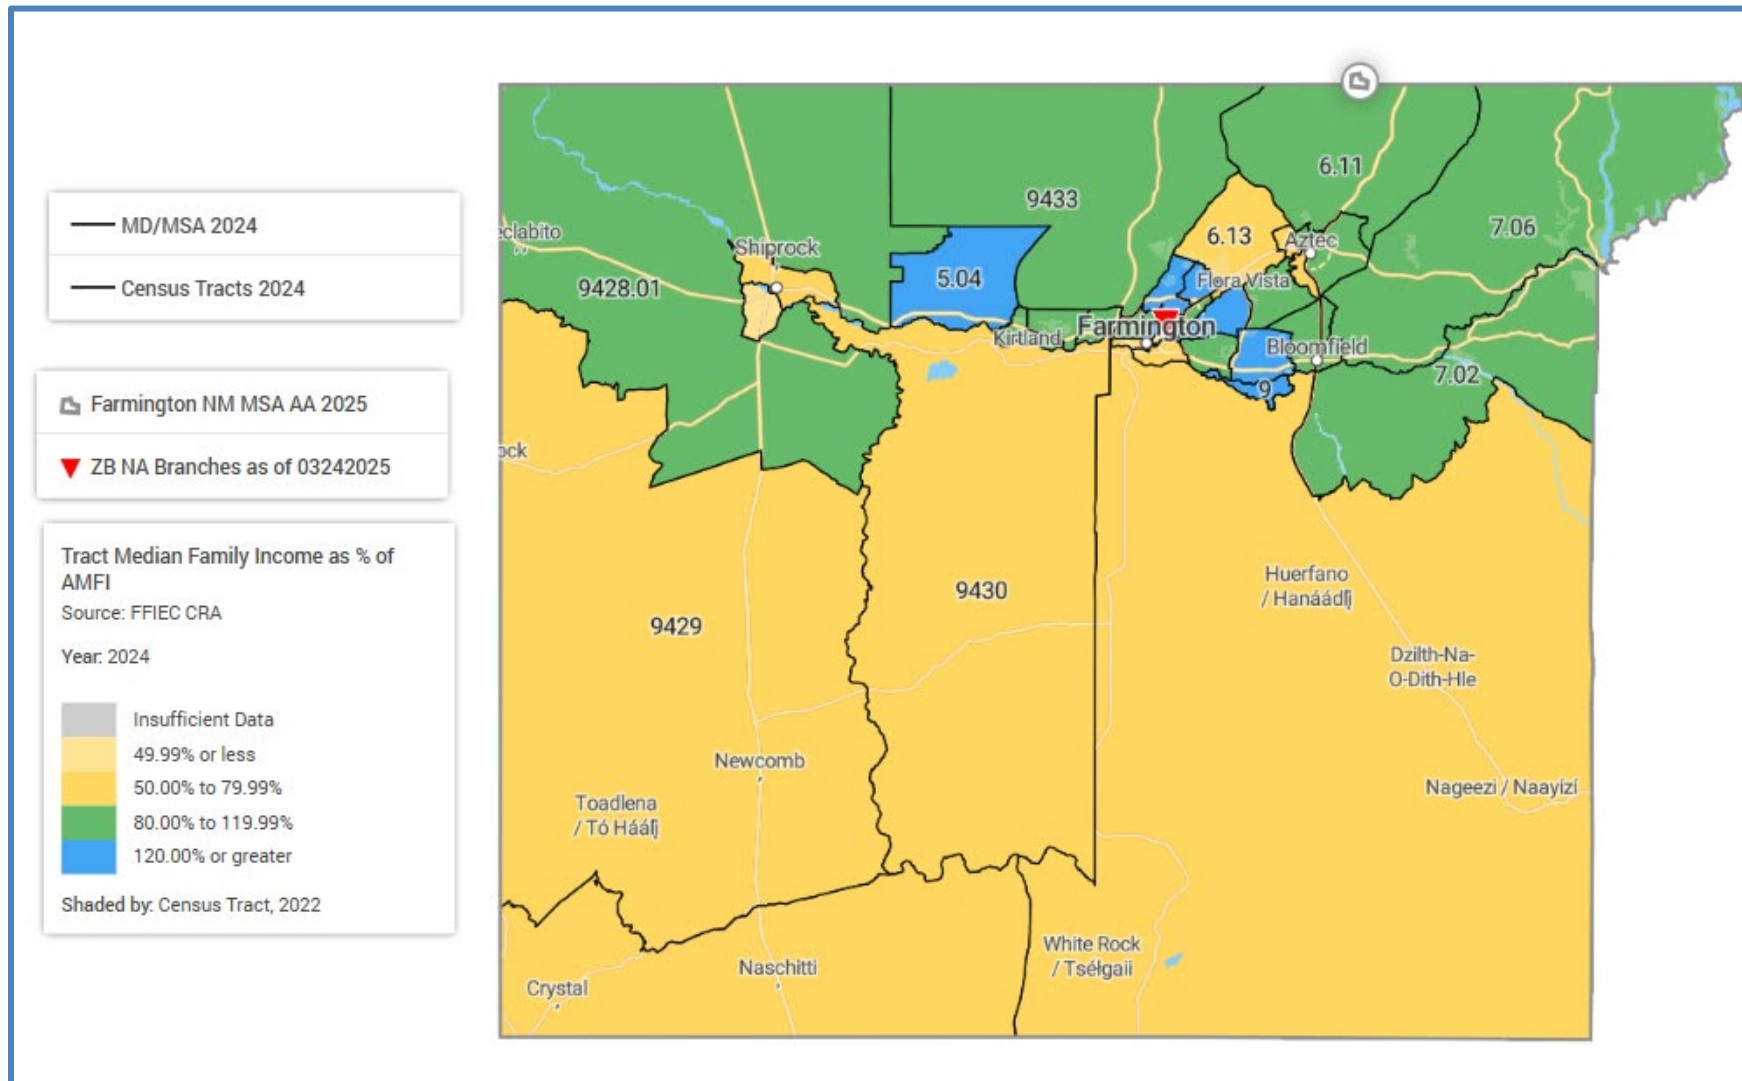 MD/MSA 2024
Census Tracts 2024
Farmington NM MSA AA 2025
ZB NA Branches as of 03242025
Tract Median Family Income as % of
AMFI
Source: FFIEC CRA
Year: 2024
Insufficient Data
49.99% or less
50.00% to 79.99%
80.00% to 119.99%
120.00% or greater
Shaded by: Census Tract, 2022
6.11
9433
7.06
eclabito
Shiprock
6.13
Aztec
9428.01
5.04
Flora Vista
Kirtland
Farmington
Bloomfield
7.02
9
ock
9430
Huerfano
/ Hanáádlį́
9429
Dzilth-Na-
O-Dith-Hle
Newcomb
Nageezi / Naayízí
Toadlena
/ Tó Háálį́
White Rock
/ Tséłgaii
Naschitti
Crystal